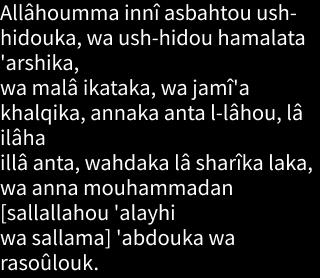 Allâhoumma innî asbahtou ush-
hidouka, wa ush-hidou hamalata
'arshika,
wa malâ ikataka, wa jamî'a
khalqika, annaka anta l-lâhou, lâ
ilâha
illâ anta, wahdaka lâ sharîka laka,
wa anna mouhammadan
[sallallahou 'alayhi
wa sallama] 'abdouka wa
rasoûlouk.